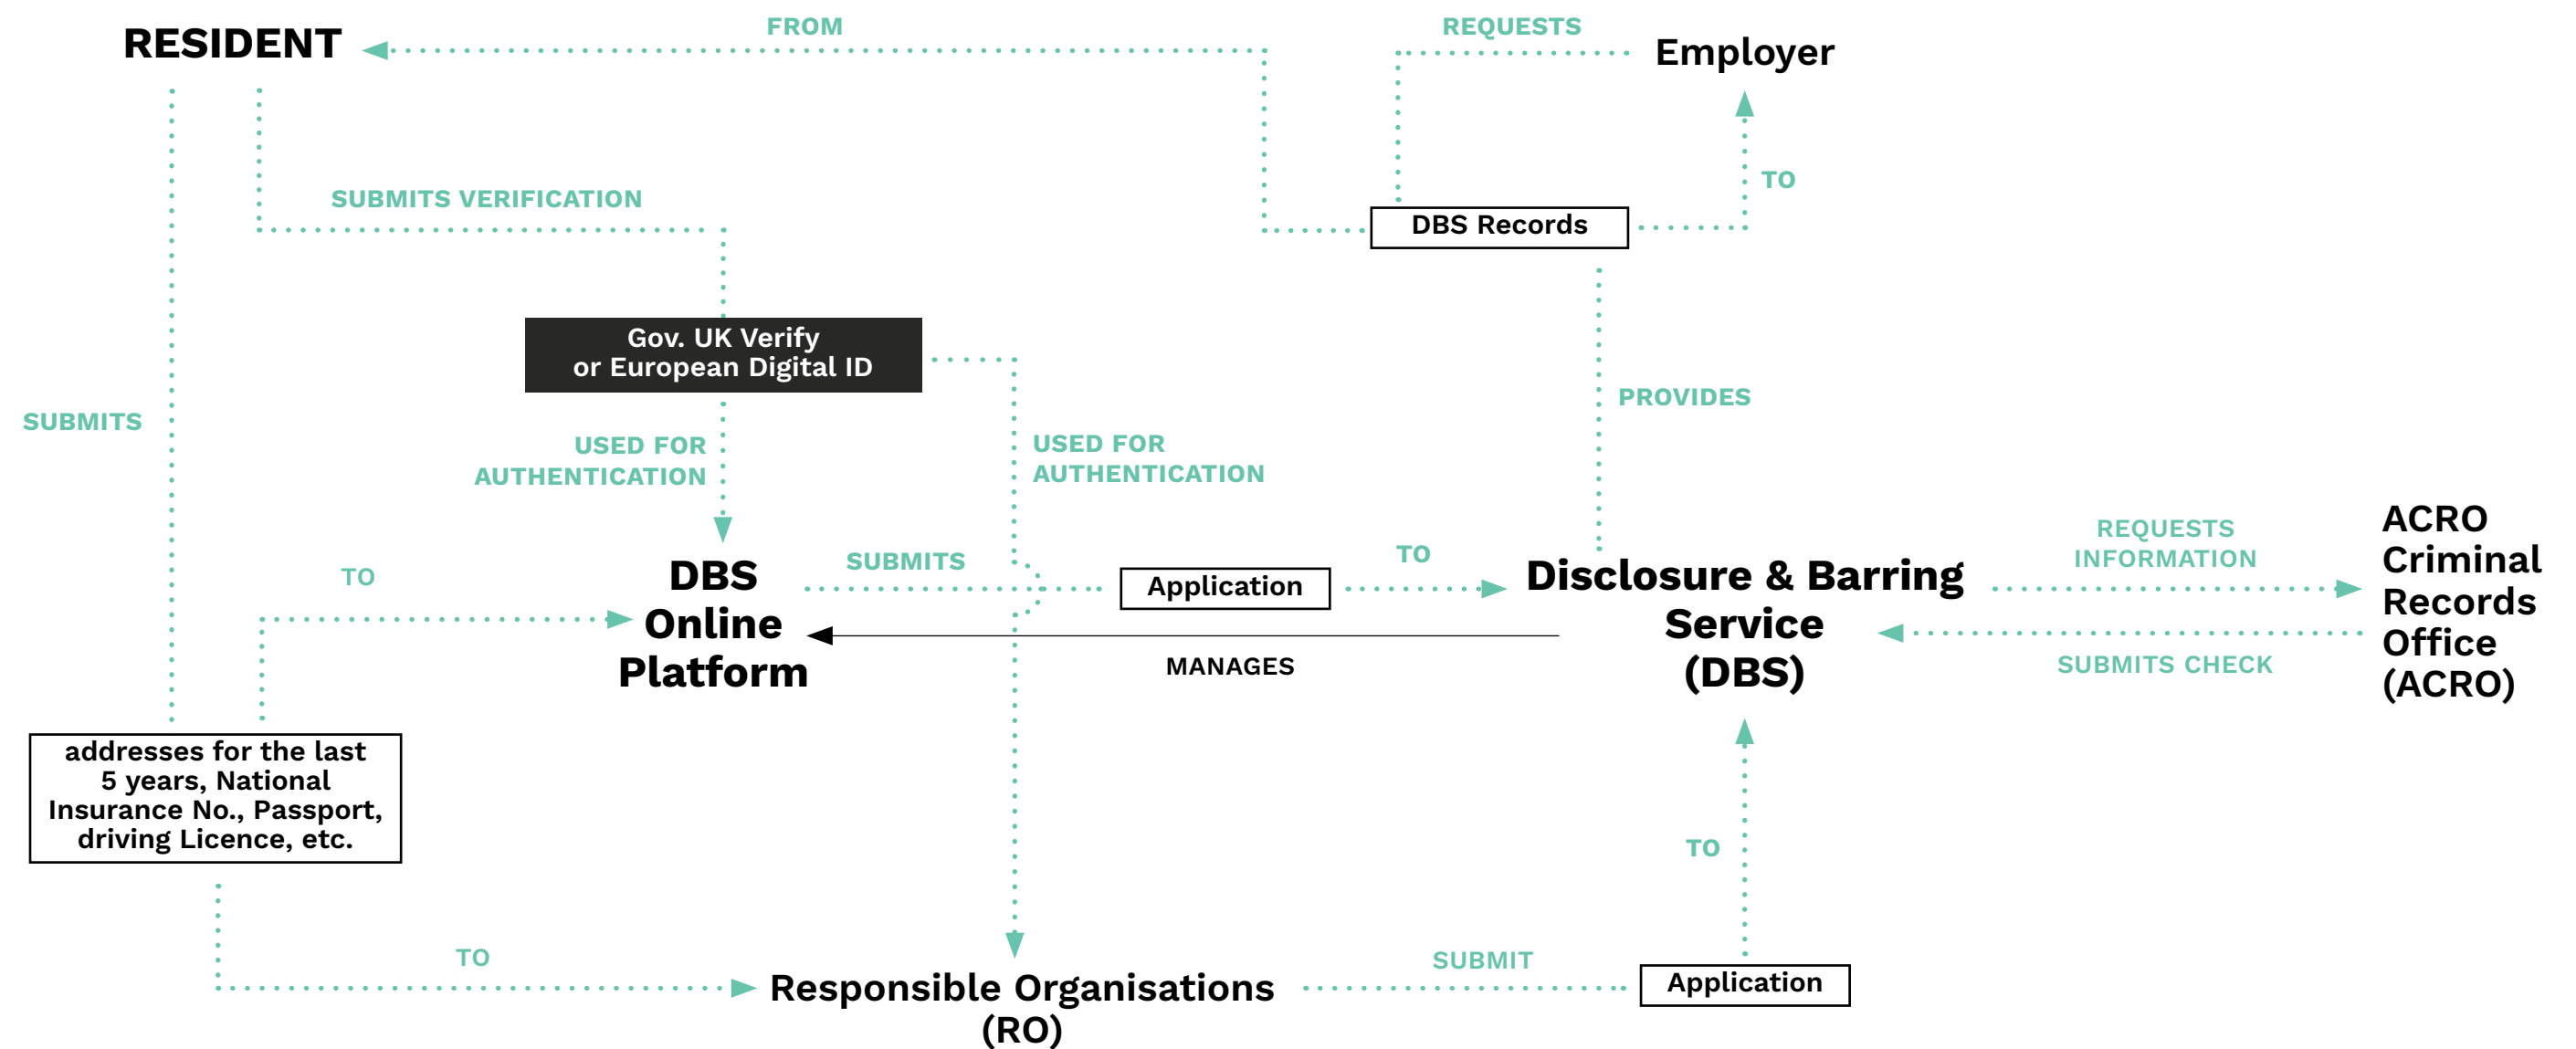 FROM
REQUESTS
RESIDENT
Employer
TO
SUBMITS VERIFICATION
DBS Records
Gov. UK Verify
or European Digital ID
PROVIDES
SUBMITS
USED FOR
AUTHENTICATION
USED FOR
AUTHENTICATION
ACRO
Criminal
Records
Office
(ACRO)
REQUESTS
INFORMATION
SUBMITS
TO
TO
DBS
Online
Platform
Application
Disclosure & Barring
Service
(DBS)
MANAGES
SUBMITS CHECK
addresses for the last
5 years, National
Insurance No., Passport,
driving Licence, etc.
TO
TO
SUBMIT
Responsible Organisations
(RO)
Application